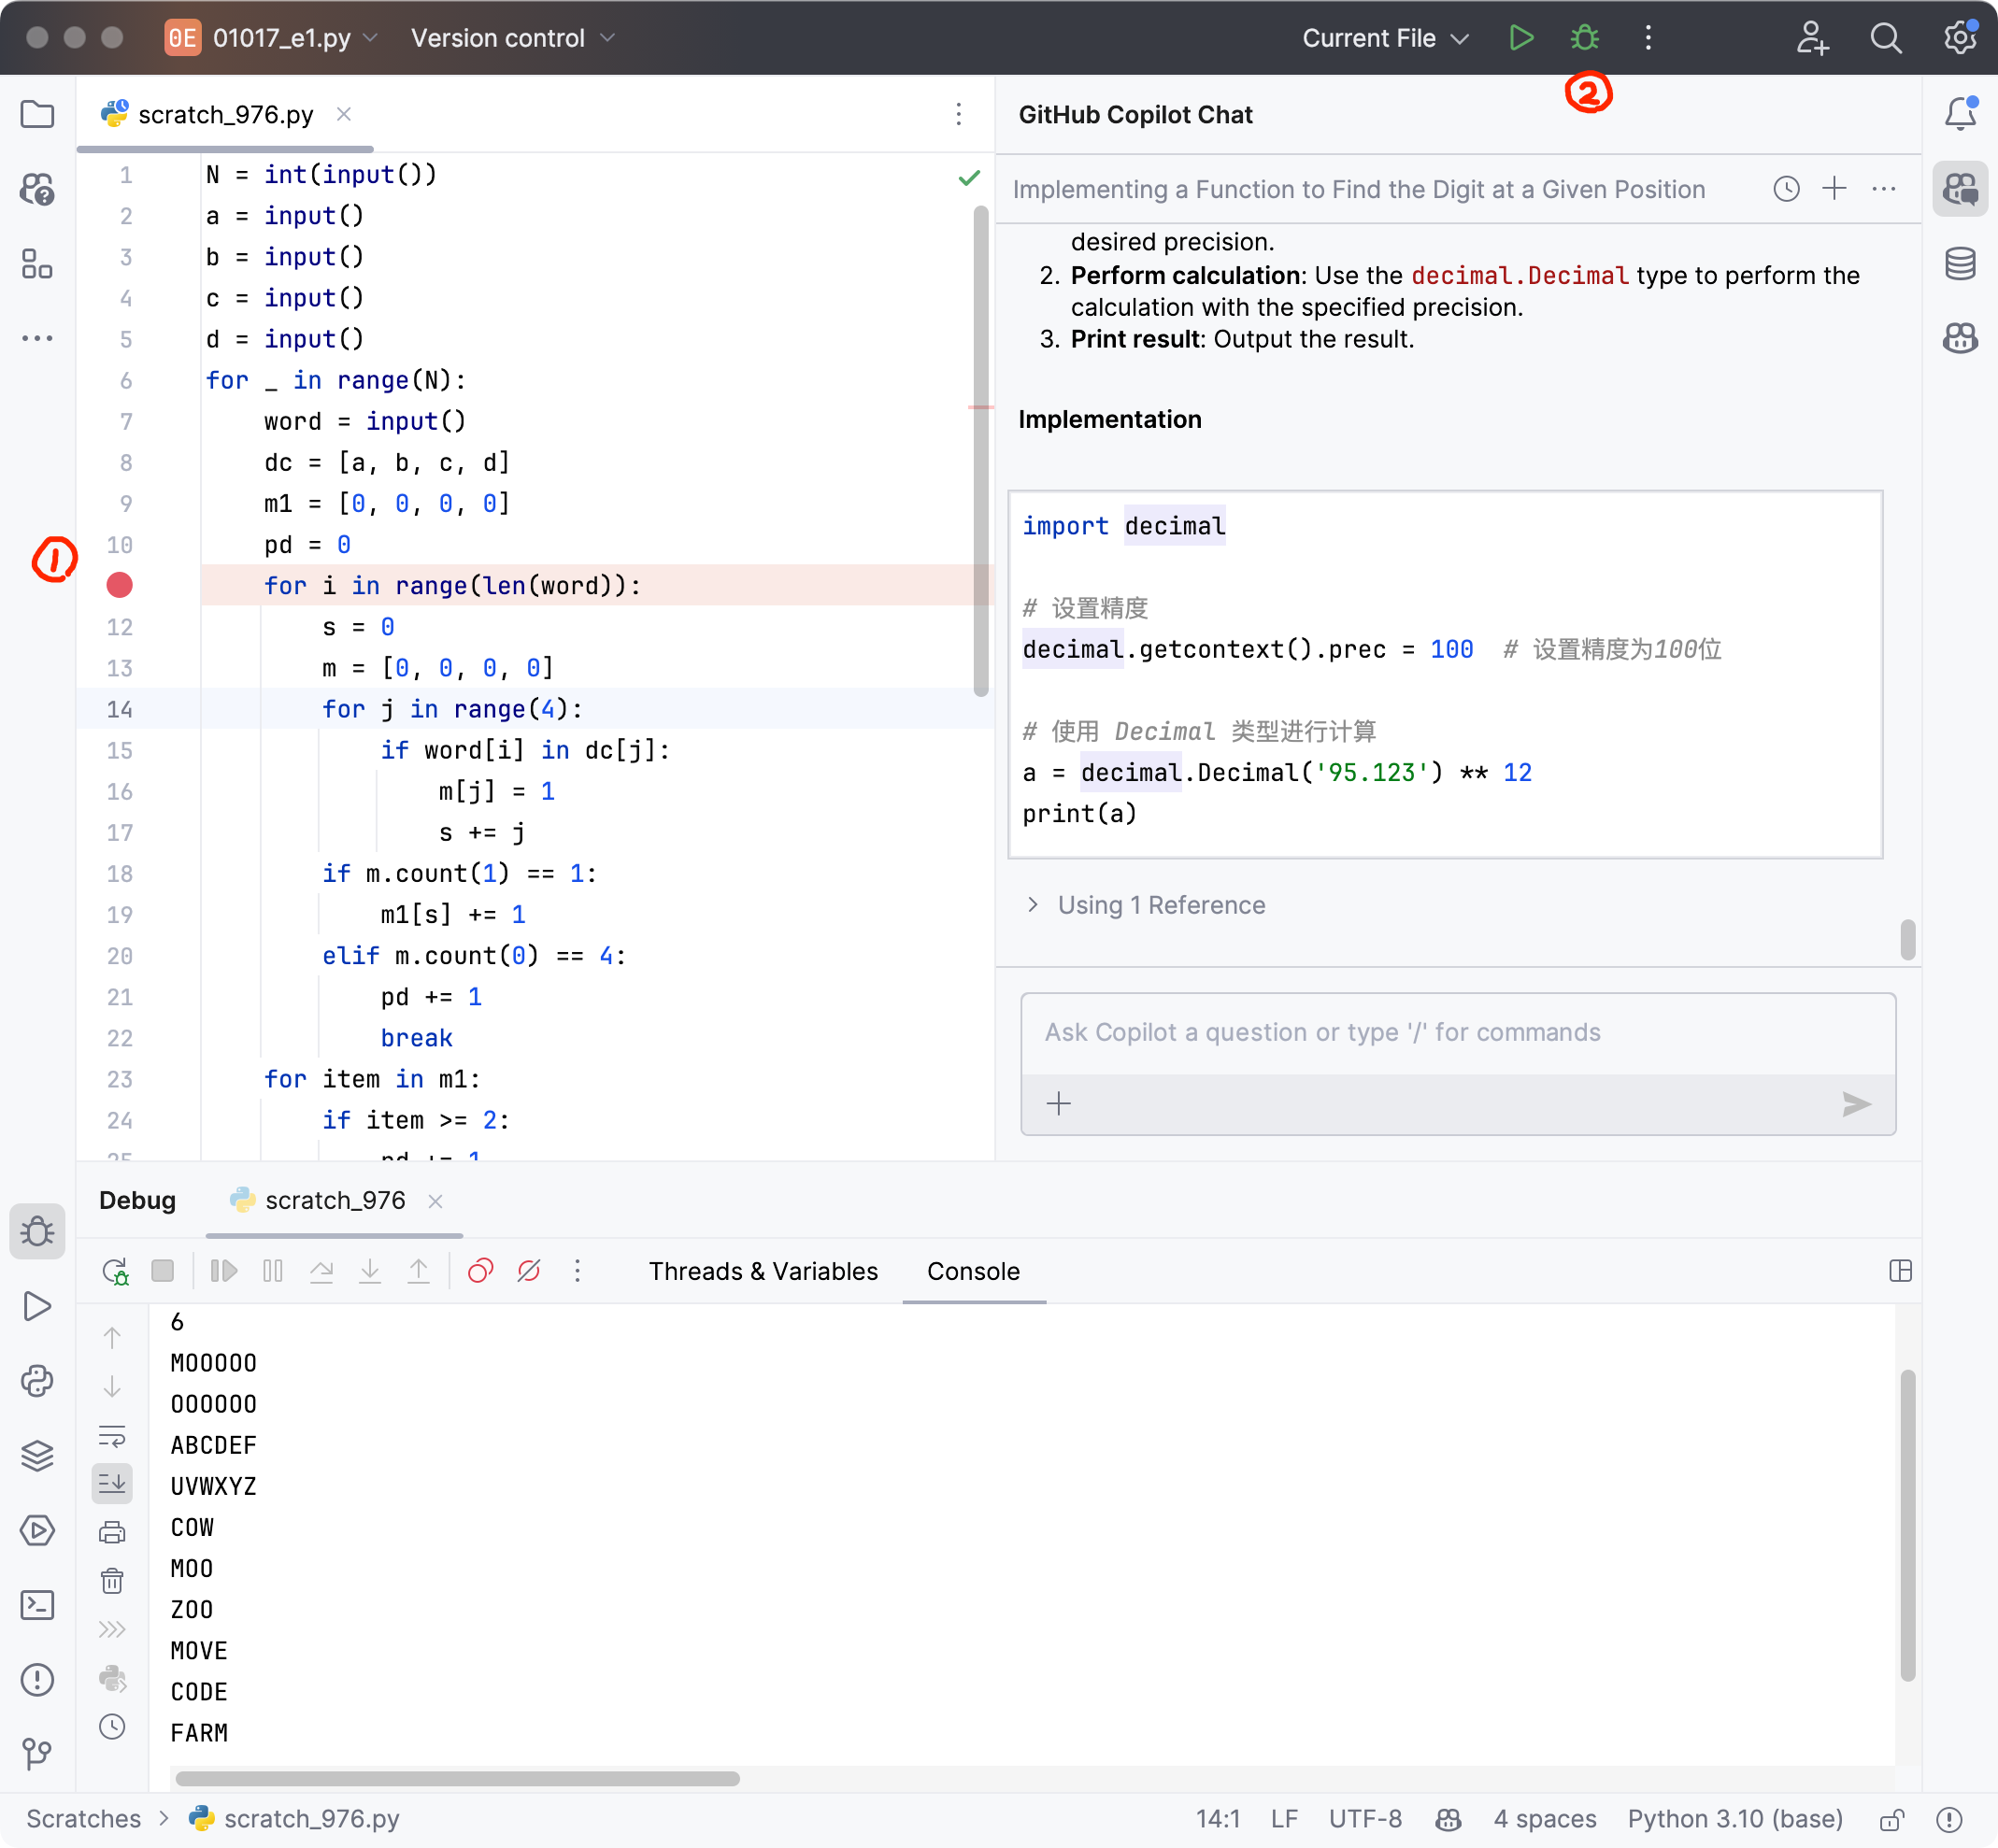 0E 01017_e1.py Version control Current File
②
scratch_976.py
1 N = int(input())
2 a = input()
3 b = input()
4 c = input()
5 d = input()
6 for _ in range(N):
7 word = input()
8 dc = [a, b, c, d]
9 m1 = [0, 0, 0, 0]
10 pd = 0
①
for i in range(len(word)):
12 s = 0
13 m = [0, 0, 0, 0]
14 for j in range(4):
15 if word[i] in dc[j]:
16 m[j] = 1
17 s += j
18 if m.count(1) == 1:
19 m1[s] += 1
20 elif m.count(0) == 4:
21 pd += 1
22 break
23 for item in m1:
24 if item >= 2:
25 pd += 1
GitHub Copilot Chat
Implementing a Function to Find the Digit at a Given Position
desired precision.
2. Perform calculation: Use the decimal.Decimal type to perform the
calculation with the specified precision.
3. Print result: Output the result.
Implementation
import decimal
# 设置精度
decimal.getcontext().prec = 100 # 设置精度为100位
# 使用 Decimal 类型进行计算
a = decimal.Decimal('95.123') ** 12
print(a)
Using 1 Reference
Ask Copilot a question or type '/' for commands
Debug scratch_976
Threads & Variables Console
6
MOOOOO
OOOOOO
ABCDEF
UVWXYZ
COW
MOO
ZOO
MOVE
CODE
FARM
Scratches scratch_976.py 14:1 LF UTF-8 4 spaces Python 3.10 (base)